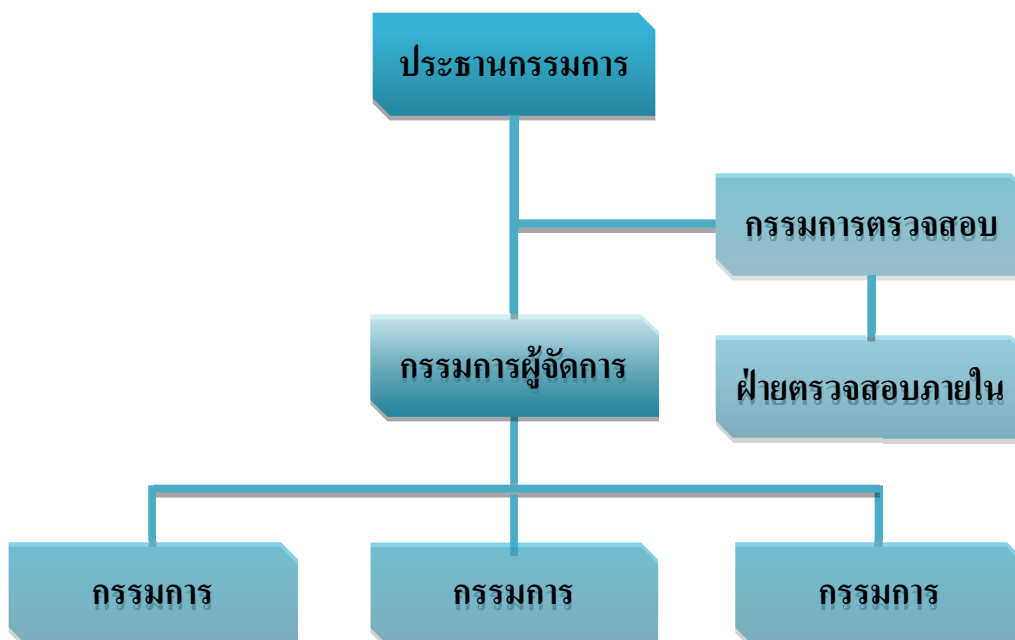 ประธานกรรมการ
กรรมการตรวจสอบ
กรรมการผู้จัดการ
ฝ่ายตรวจสอบภายใน
กรรมการ
กรรมการ
กรรมการ